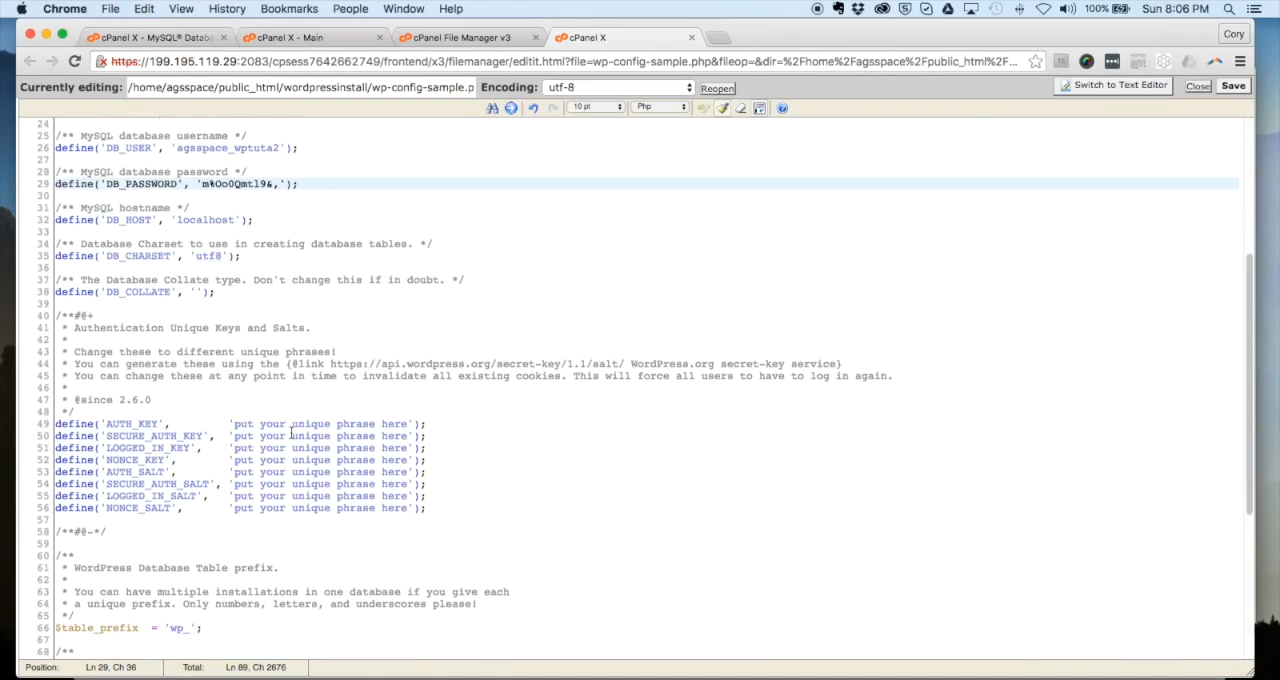 Chrome File Edit View History Bookmarks People Window Help 100% Sun 8:06 PM
cPanel X - MySQL® Databa cPanel X - Main cPanel File Manager v3 cPanel X Cory
https://199.195.119.29:2083/cpsess7642662749/frontend/x3/filemanager/editit.html?file=wp-config-sample.php&fileop=&dir=%2Fhome%2Fagsspace%2Fpublic_html%2F...
Currently editing: /home/agsspace/public_html/wordpressinstall/wp-config-sample.p Encoding: utf-8 Reopen Switch to Text Editor Close Save
10 pt Php
24
25 /** MySQL database username */
26 define('DB_USER', 'agsspace_wptuta2');
27
28 /** MySQL database password */
29 define('DB_PASSWORD', 'm%Oo0Qmtl9&,');
30
31 /** MySQL hostname */
32 define('DB_HOST', 'localhost');
33
34 /** Database Charset to use in creating database tables. */
35 define('DB_CHARSET', 'utf8');
36
37 /** The Database Collate type. Don't change this if in doubt. */
38 define('DB_COLLATE', '');
39
40 /**#@+
41 * Authentication Unique Keys and Salts.
42 *
43 * Change these to different unique phrases!
44 * You can generate these using the {@link https://api.wordpress.org/secret-key/1.1/salt/ WordPress.org secret-key service}
45 * You can change these at any point in time to invalidate all existing cookies. This will force all users to have to log in again.
46 *
47 * @since 2.6.0
48 */
49 define('AUTH_KEY', 'put your unique phrase here');
50 define('SECURE_AUTH_KEY', 'put your unique phrase here');
51 define('LOGGED_IN_KEY', 'put your unique phrase here');
52 define('NONCE_KEY', 'put your unique phrase here');
53 define('AUTH_SALT', 'put your unique phrase here');
54 define('SECURE_AUTH_SALT', 'put your unique phrase here');
55 define('LOGGED_IN_SALT', 'put your unique phrase here');
56 define('NONCE_SALT', 'put your unique phrase here');
57
58 /**#@-*/
59
60 /**
61 * WordPress Database Table prefix.
62 *
63 * You can have multiple installations in one database if you give each
64 * a unique prefix. Only numbers, letters, and underscores please!
65 */
66 $table_prefix = 'wp_';
67
68 /**
Position: Ln 29, Ch 36 Total: Ln 89, Ch 2676